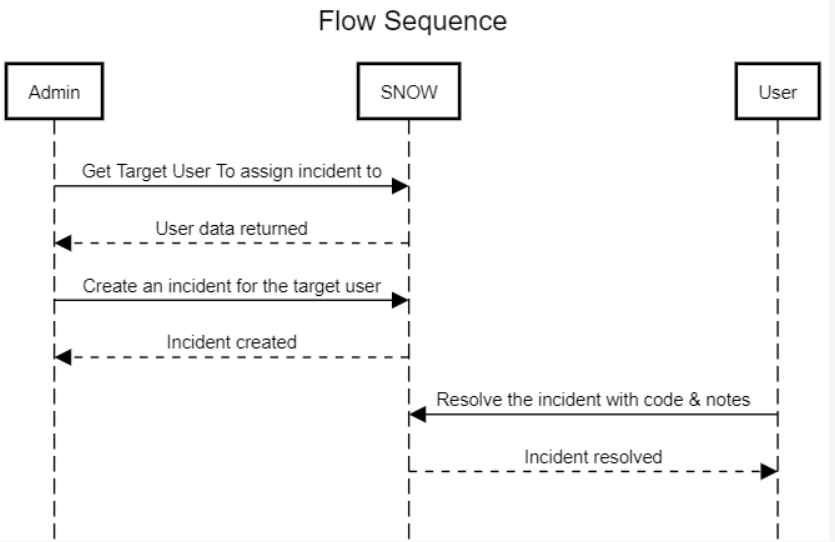 Flow Sequence
Admin
SNOW
User
Get Target User To assign incident to
User data returned
Create an incident for the target user
Incident created
Resolve the incident with code & notes
Incident resolved